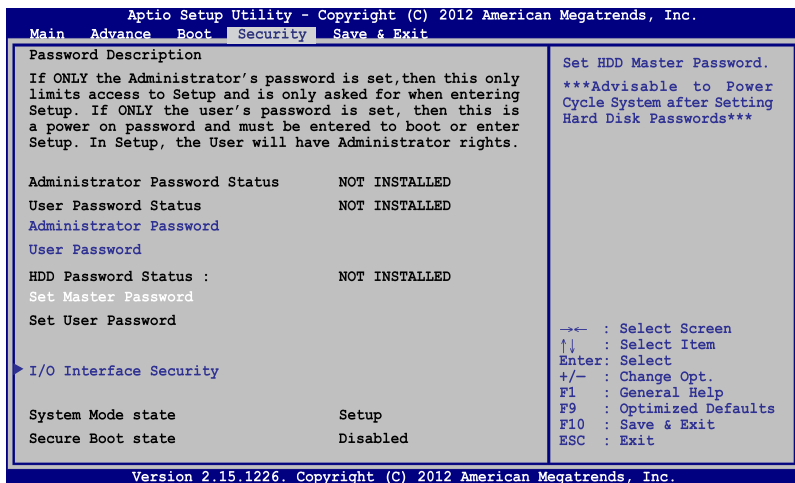 Aptio Setup Utility - Copyright (C) 2012 American Megatrends, Inc.
Main Advance Boot Security Save & Exit
Password Description
If ONLY the Administrator's password is set,then this only
limits access to Setup and is only asked for when entering
Setup. If ONLY the user's password is set, then this is
a power on password and must be entered to boot or enter
Setup. In Setup, the User will have Administrator rights.
Administrator Password Status NOT INSTALLED
User Password Status NOT INSTALLED
Administrator Password
User Password
HDD Password Status : NOT INSTALLED
Set Master Password
Set User Password
I/O Interface Security
System Mode state Setup
Secure Boot state Disabled
Set HDD Master Password.
***Advisable to Power
Cycle System after Setting
Hard Disk Passwords***
→← : Select Screen
↑↓ : Select Item
Enter: Select
+/— : Change Opt.
F1 : General Help
F9 : Optimized Defaults
F10 : Save & Exit
ESC : Exit
Version 2.15.1226. Copyright (C) 2012 American Megatrends, Inc.